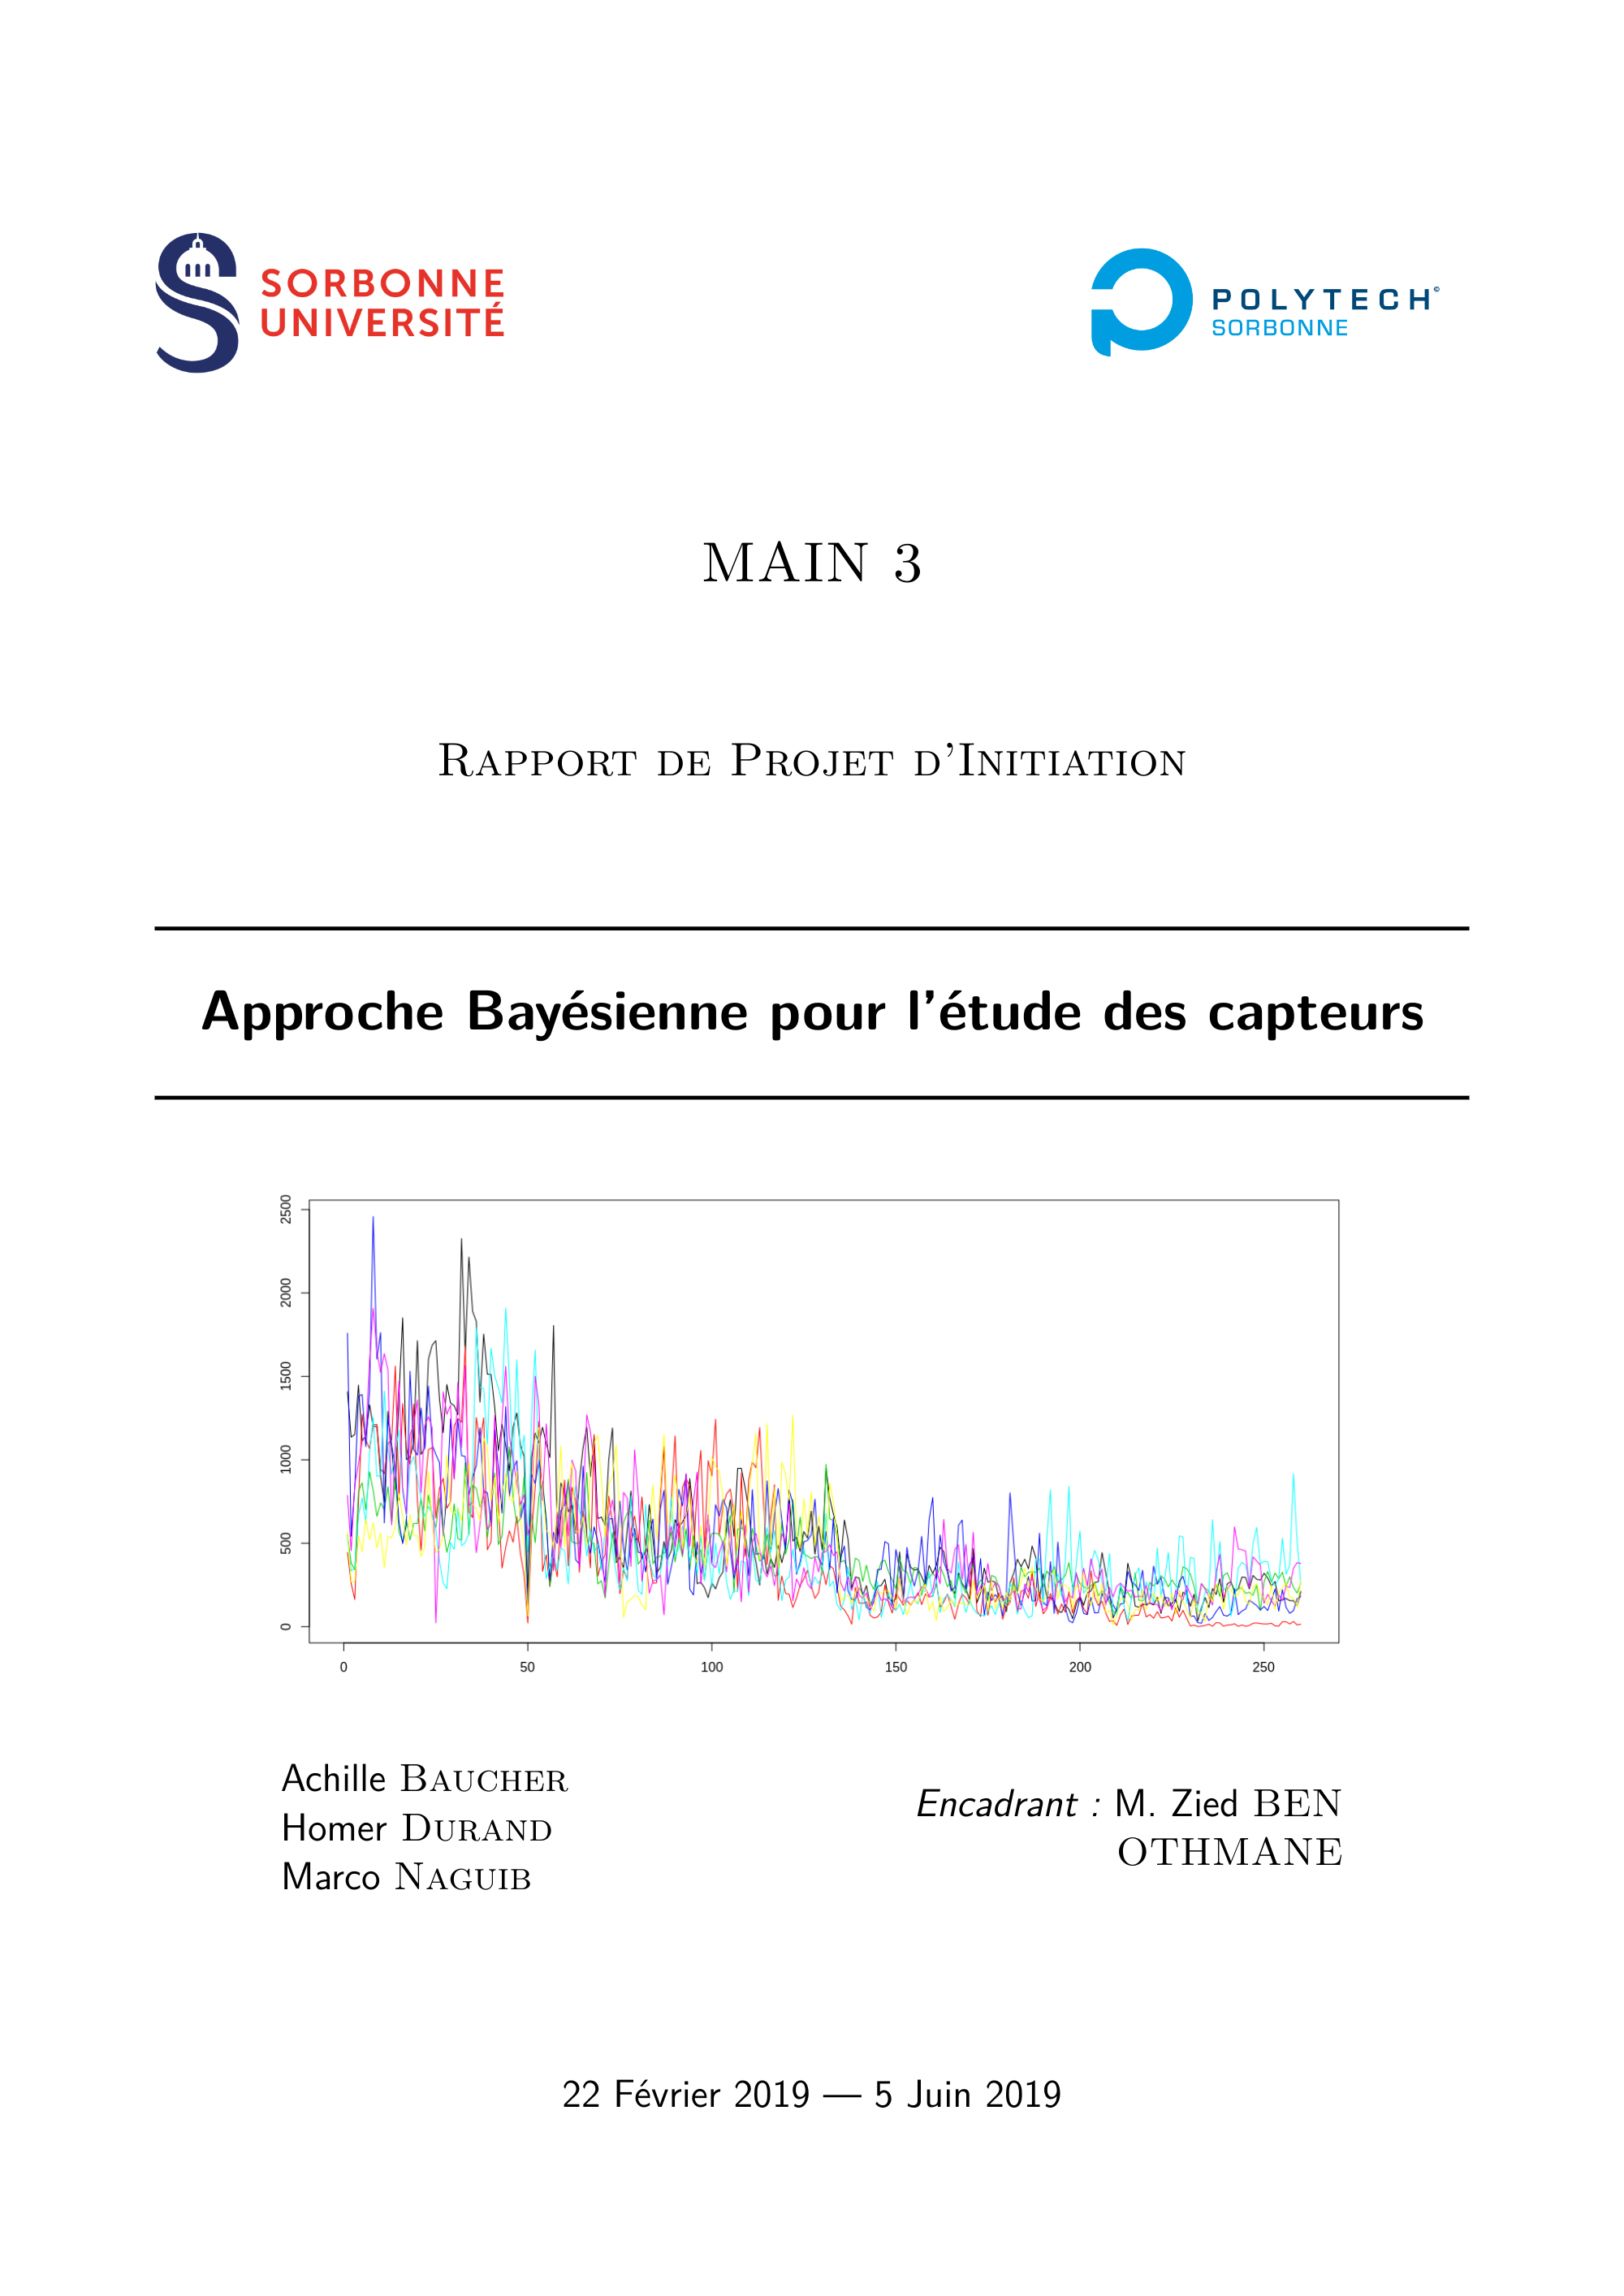 SORBONNE
UNIVERSITÉ
POLYTECH©
SORBONNE
MAIN 3
Rapport de Projet d'Initiation
Approche Bayésienne pour l'étude des capteurs
2500
2000
1500
1000
500
0
0 50 100 150 200 250
Achille Baucher
Homer Durand
Marco Naguib
Encadrant : M. Zied BEN
OTHMANE
22 Février 2019 — 5 Juin 2019